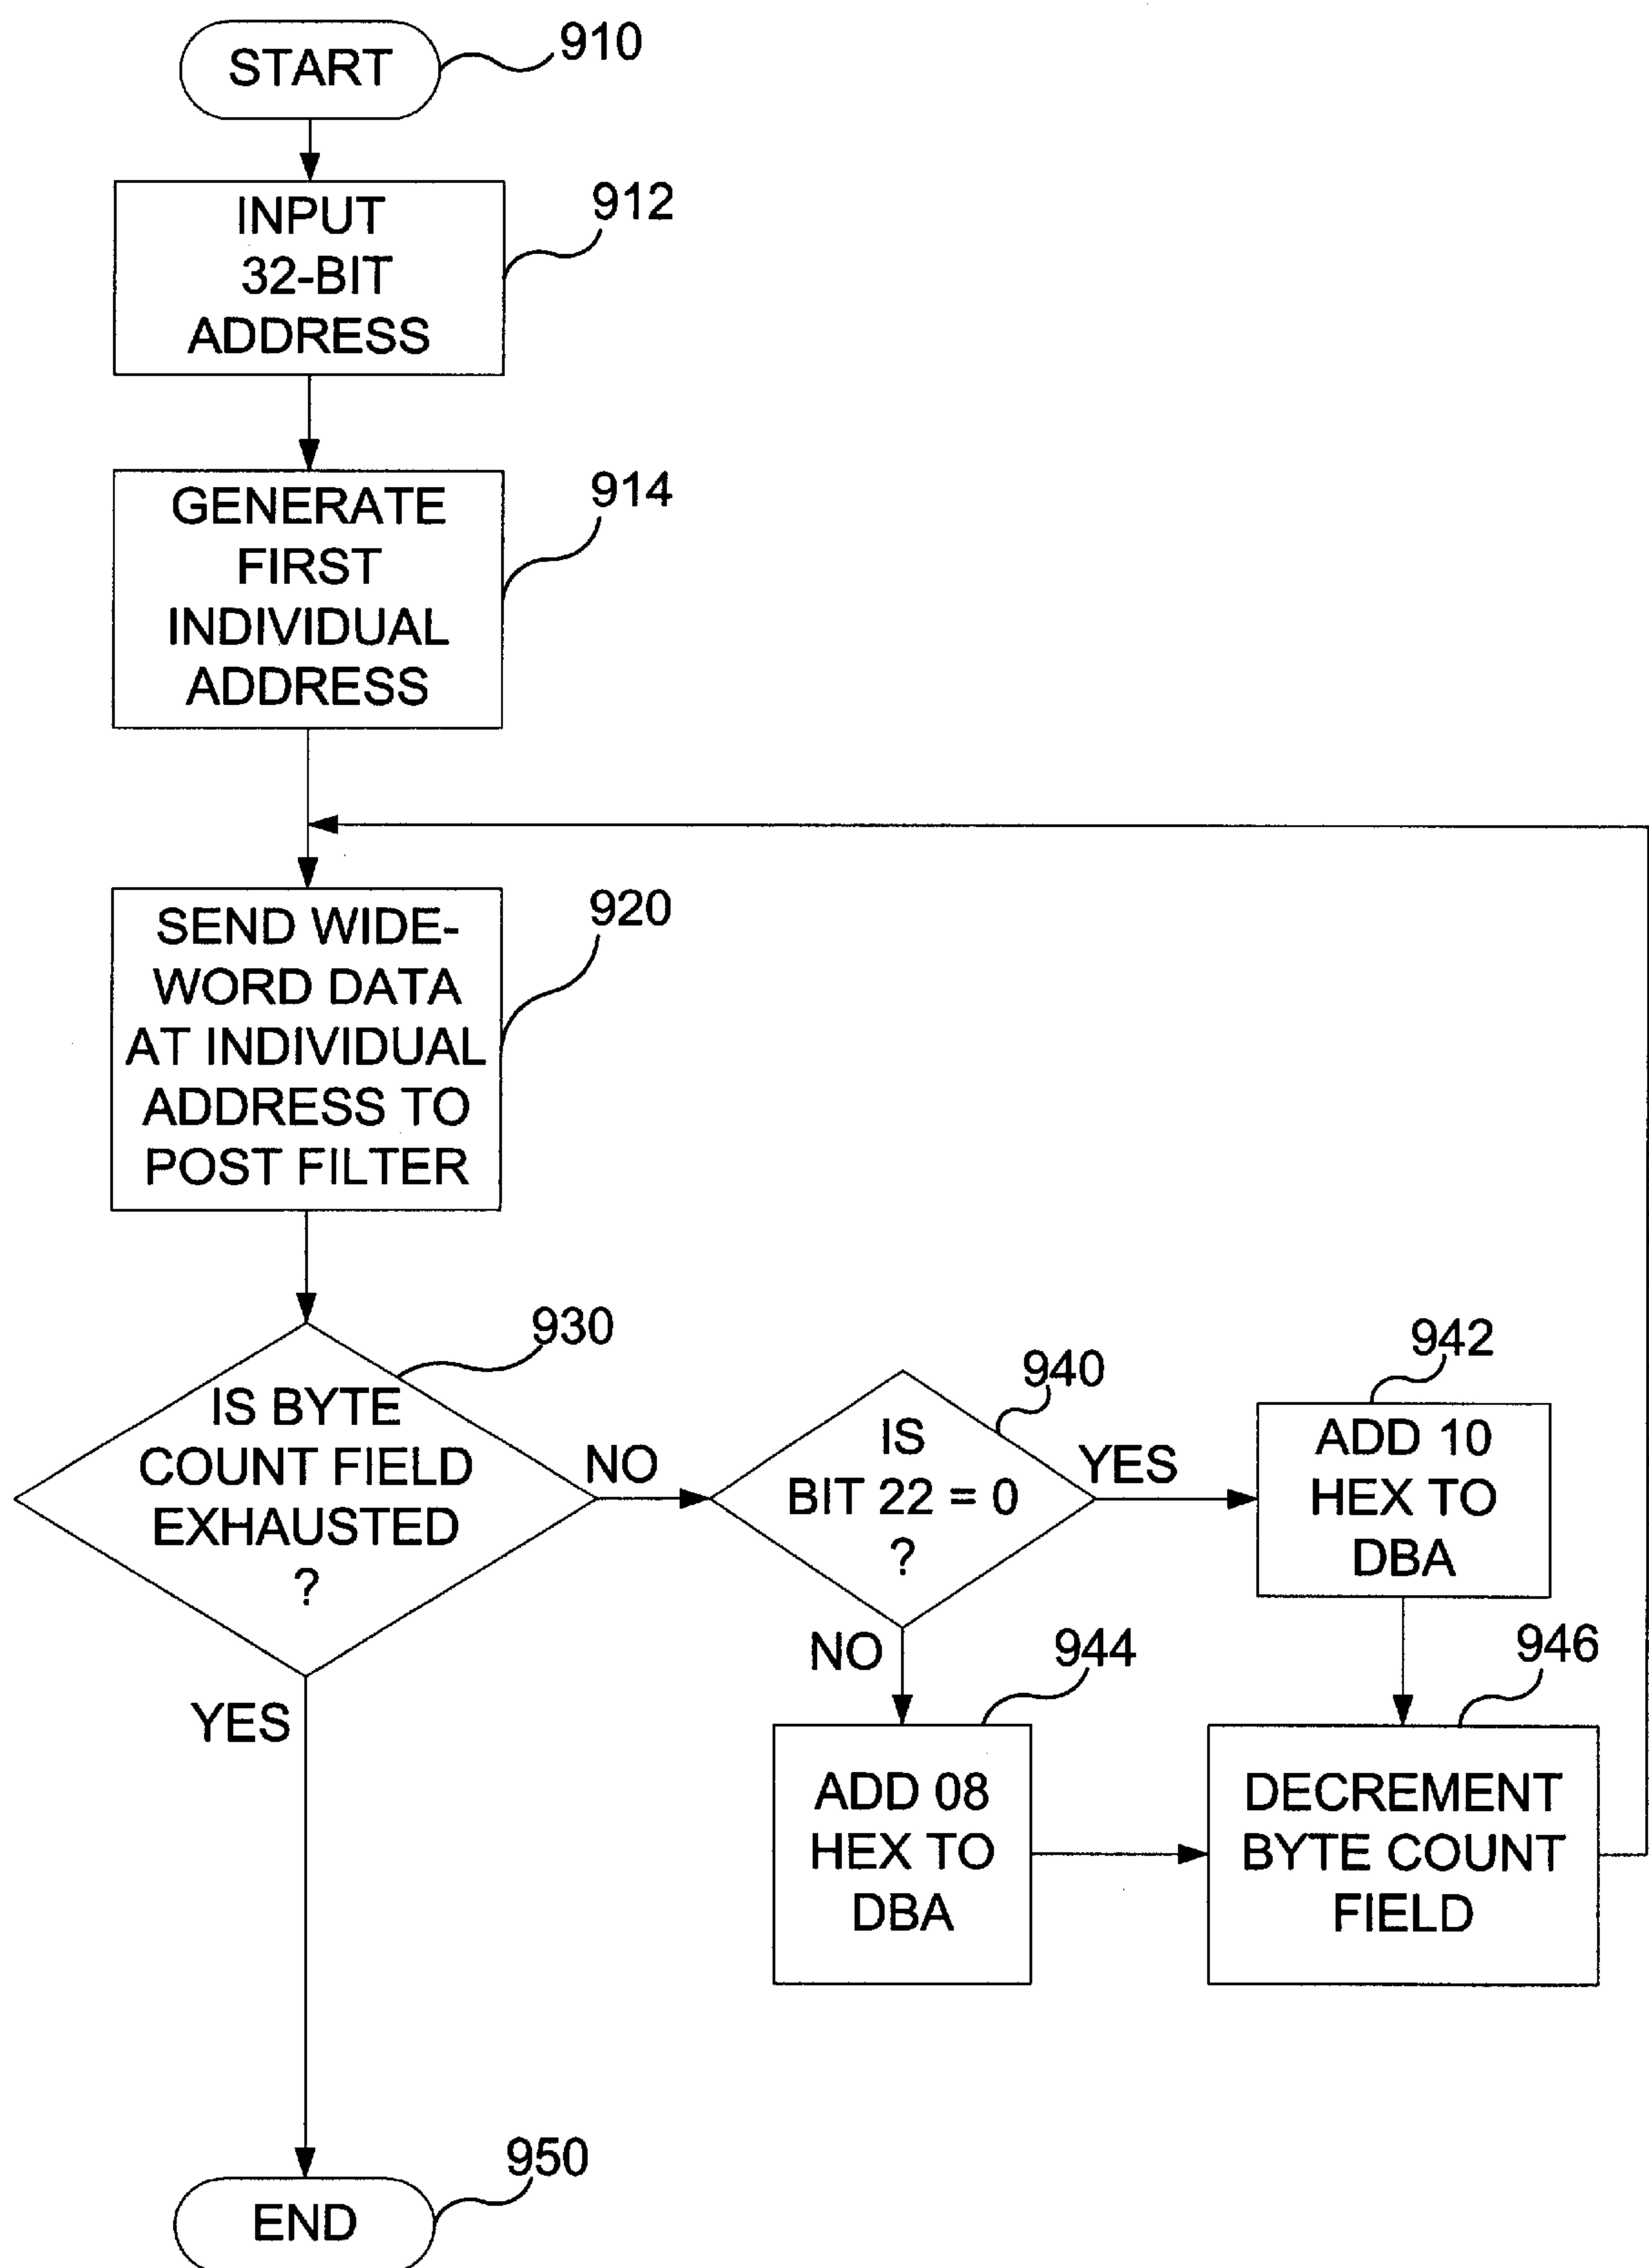 START
910
INPUT
32-BIT
ADDRESS
912
GENERATE
FIRST
INDIVIDUAL
ADDRESS
914
SEND WIDE-
WORD DATA
AT INDIVIDUAL
ADDRESS TO
POST FILTER
920
IS BYTE
COUNT FIELD
EXHAUSTED
?
930
NO
YES
IS
BIT 22 = 0
?
940
YES
NO
ADD 10
HEX TO
DBA
942
ADD 08
HEX TO
DBA
944
DECREMENT
BYTE COUNT
FIELD
946
END
950